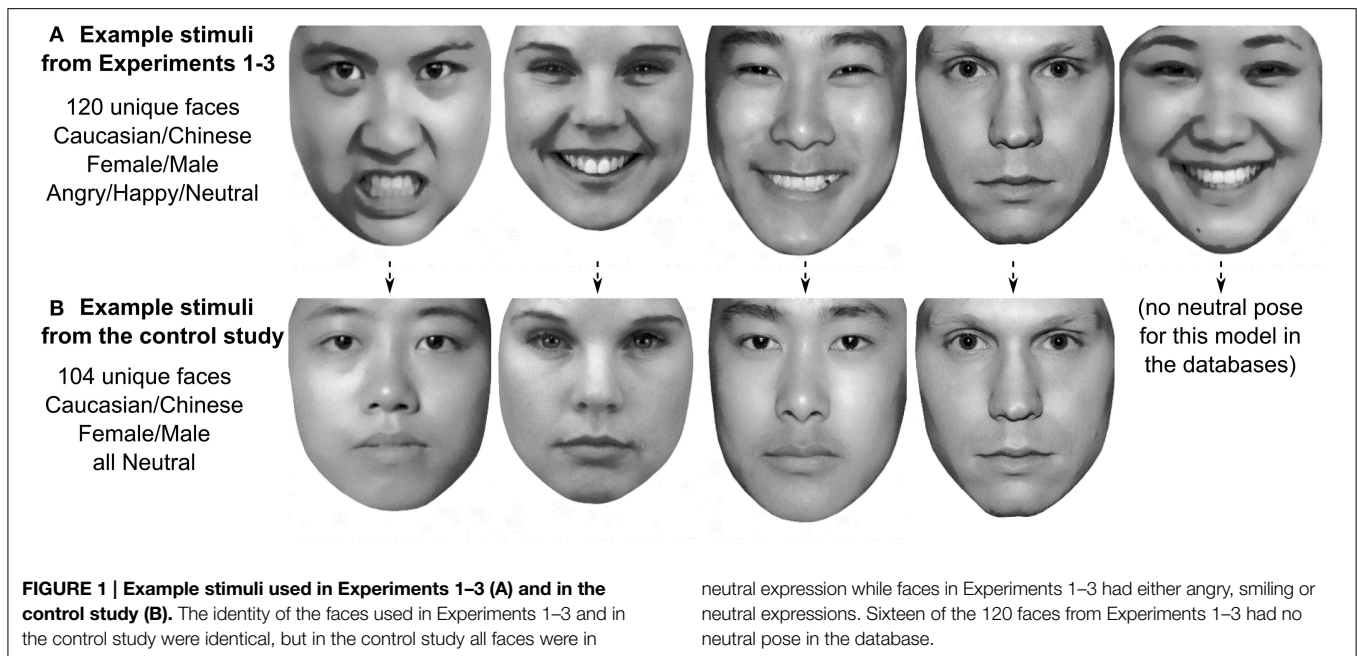 A Example stimuli
from Experiments 1-3
120 unique faces
Caucasian/Chinese
Female/Male
Angry/Happy/Neutral
B Example stimuli
from the control study
104 unique faces
Caucasian/Chinese
Female/Male
all Neutral
(no neutral pose
for this model in
the databases)
FIGURE 1 | Example stimuli used in Experiments 1–3 (A) and in the
control study (B). The identity of the faces used in Experiments 1–3 and in
the control study were identical, but in the control study all faces were in
neutral expression while faces in Experiments 1–3 had either angry, smiling or
neutral expressions. Sixteen of the 120 faces from Experiments 1–3 had no
neutral pose in the database.